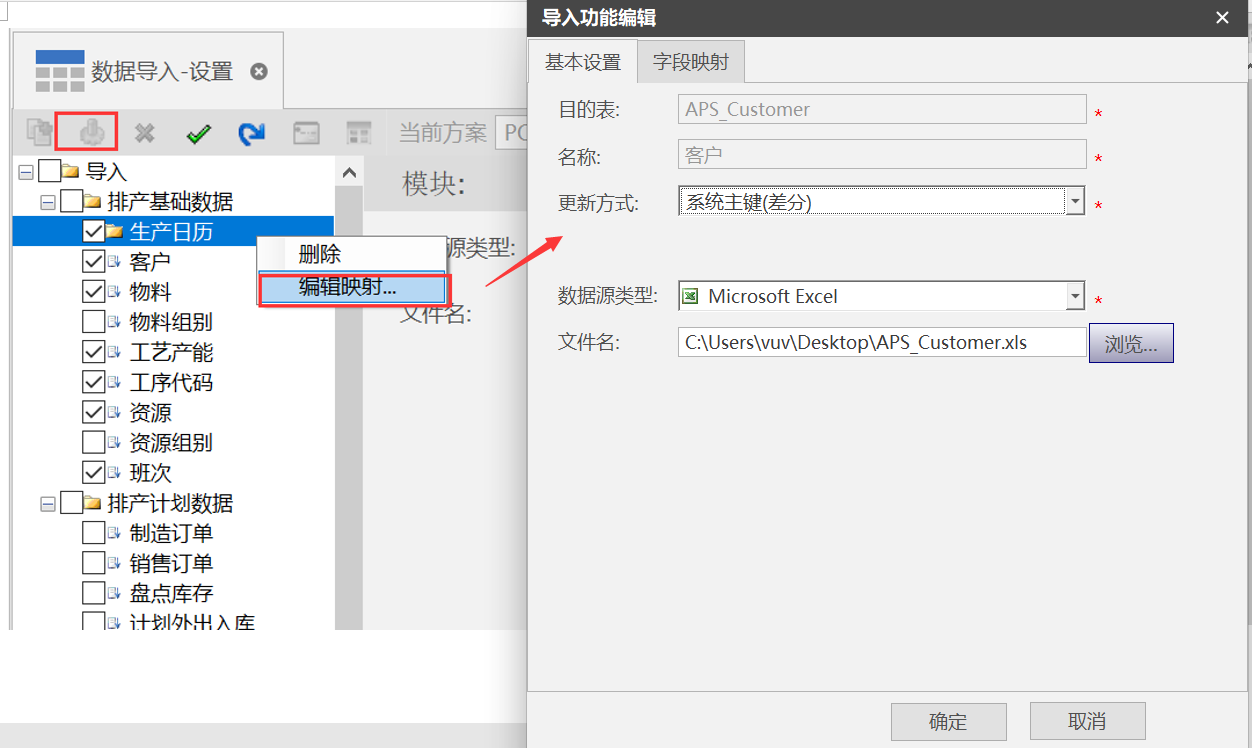 数据导入-设置
当前方案
PC
导入
排产基础数据
生产日历
客户
物料
物料组别
工艺产能
工序代码
资源
资源组别
班次
排产计划数据
制造订单
销售订单
盘点库存
计划外出入库
删除
编辑映射...
模块:
源类型:
文件名:
导入功能编辑
基本设置
字段映射
目的表:
APS_Customer
*
名称:
客户
*
更新方式:
系统主键(差分)
*
数据源类型:
Microsoft Excel
*
文件名:
C:\Users\vuv\Desktop\APS_Customer.xls
浏览...
确定
取消